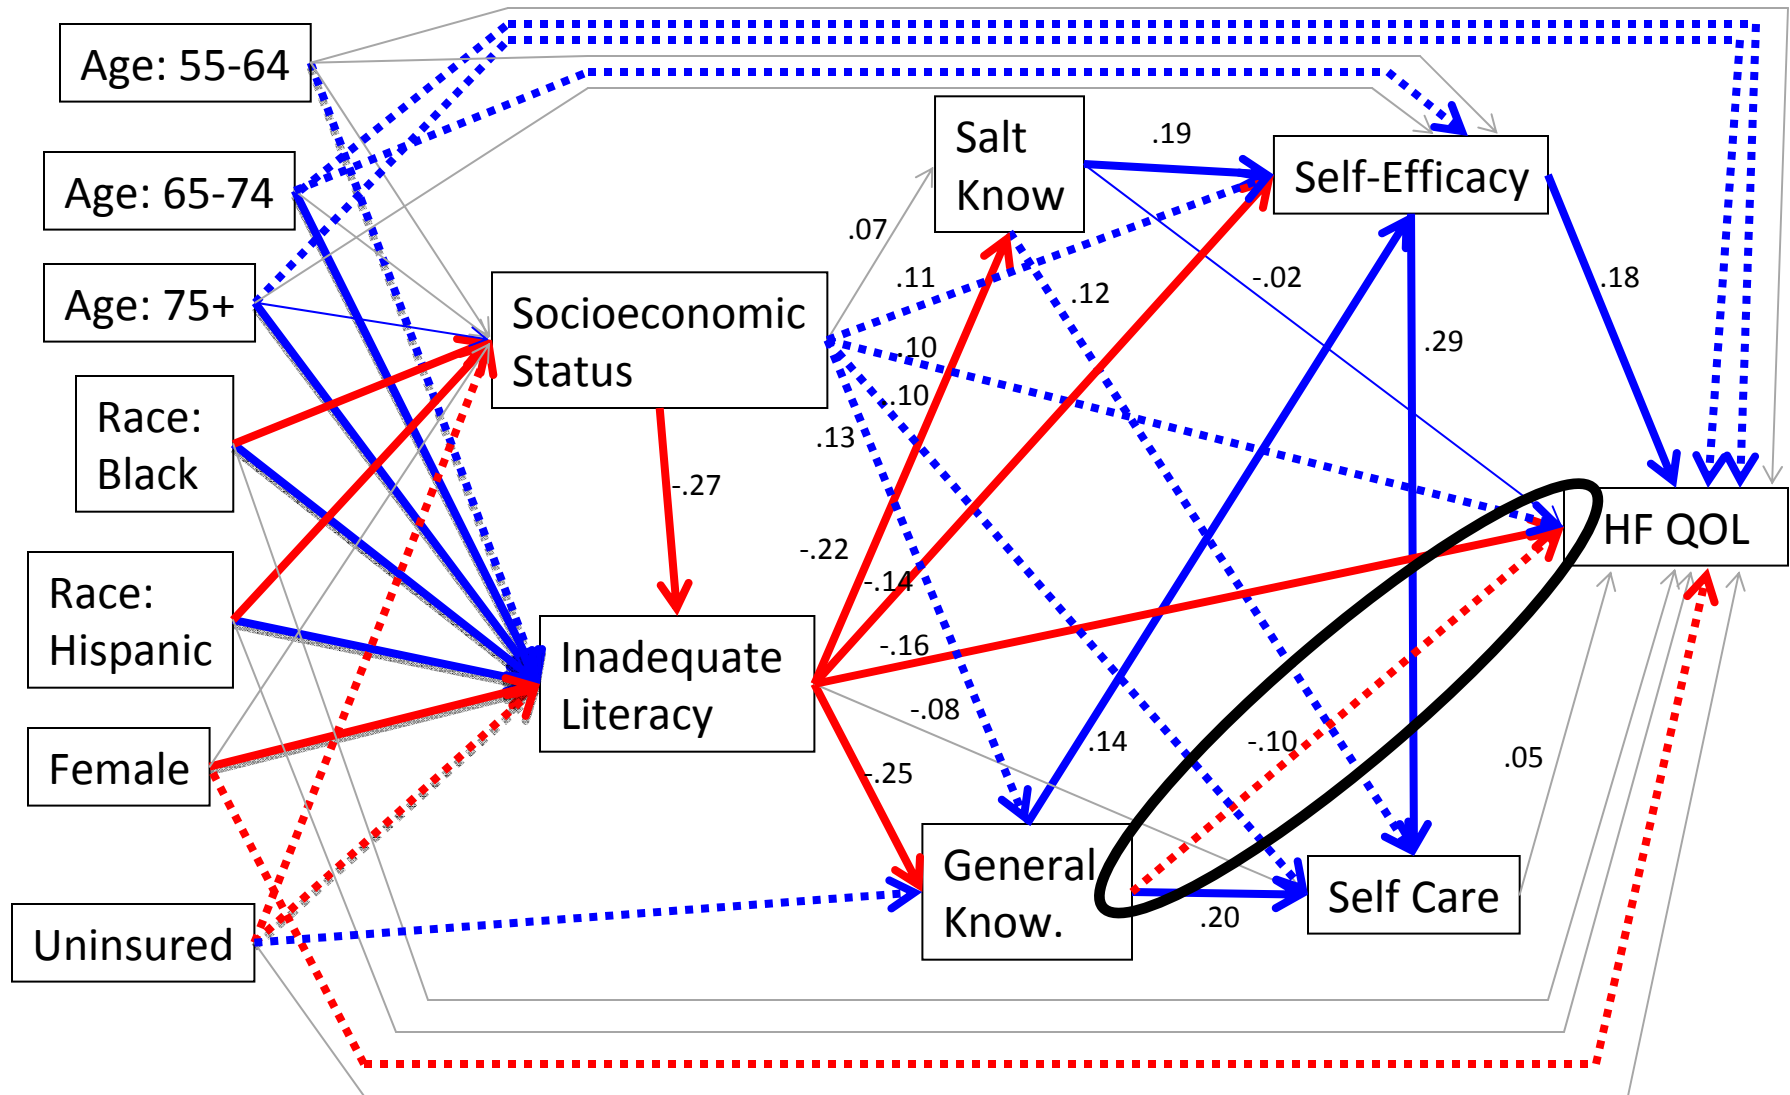 Age: 55-64
Age: 65-74
Age: 75+
Race:
Black
Race:
Hispanic
Female
Uninsured
Socioeconomic
Status
Inadequate
Literacy
Salt
Know
General
Know.
Self-Efficacy
Self Care
HF QOL
.19
.07
.11
.12
-.02
.18
.10
.29
.10
.13
-.27
-.22
-.14
-.16
-.08
.14
-.10
.05
-.25
.20